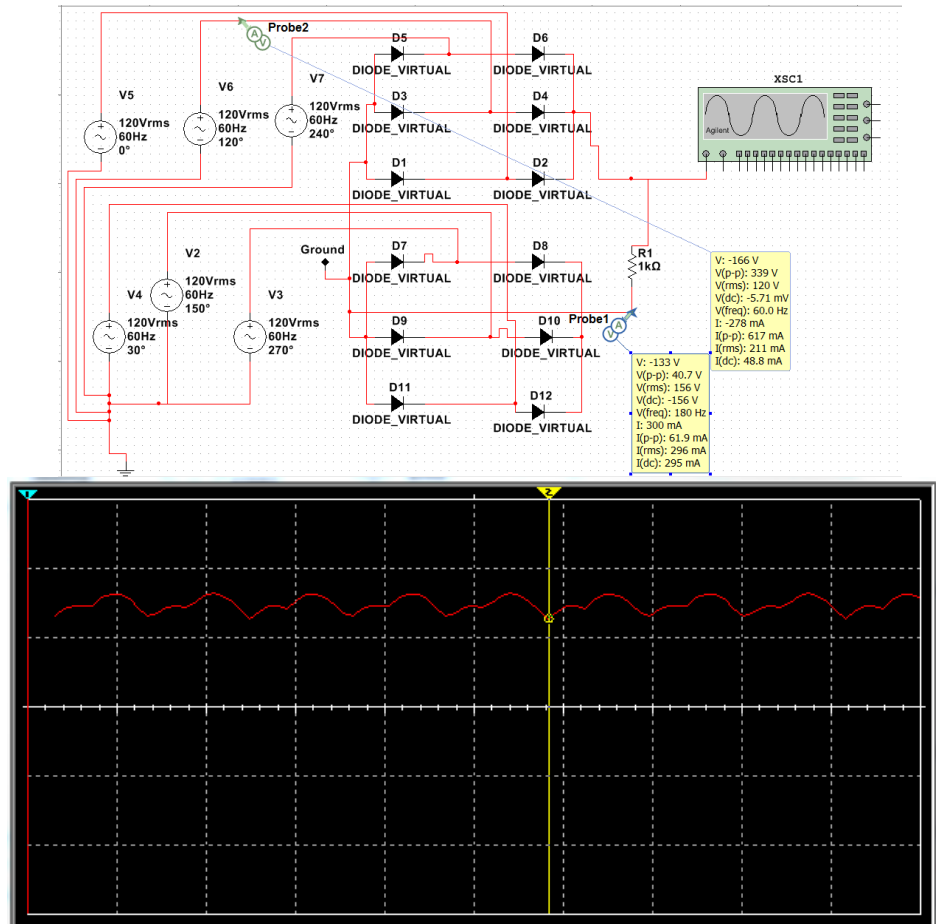 Probe2
D5
DIODE_VIRTUAL
D6
DIODE_VIRTUAL
V5
120Vrms
60Hz
0°
V6
120Vrms
60Hz
120°
V7
120Vrms
60Hz
240°
D3
DIODE_VIRTUAL
D4
DIODE_VIRTUAL
XSC1
Agilent
D1
DIODE_VIRTUAL
D2
DIODE_VIRTUAL
Ground
D7
DIODE_VIRTUAL
D8
DIODE_VIRTUAL
R1
1kΩ
V2
120Vrms
60Hz
150°
V4
120Vrms
60Hz
30°
V3
120Vrms
60Hz
270°
D9
DIODE_VIRTUAL
D10
DIODE_VIRTUAL
Probe1
D11
DIODE_VIRTUAL
D12
DIODE_VIRTUAL
V: -166 V
V(p-p): 339 V
V(rms): 120 V
V(dc): -5.71 mV
V(freq): 60.0 Hz
I: -278 mA
I(p-p): 617 mA
I(rms): 211 mA
I(dc): 48.8 mA
V: -133 V
V(p-p): 40.7 V
V(rms): 156 V
V(dc): -156 V
V(freq): 180 Hz
I: 300 mA
I(p-p): 61.9 mA
I(rms): 296 mA
I(dc): 295 mA
A
V
A
V
1
2